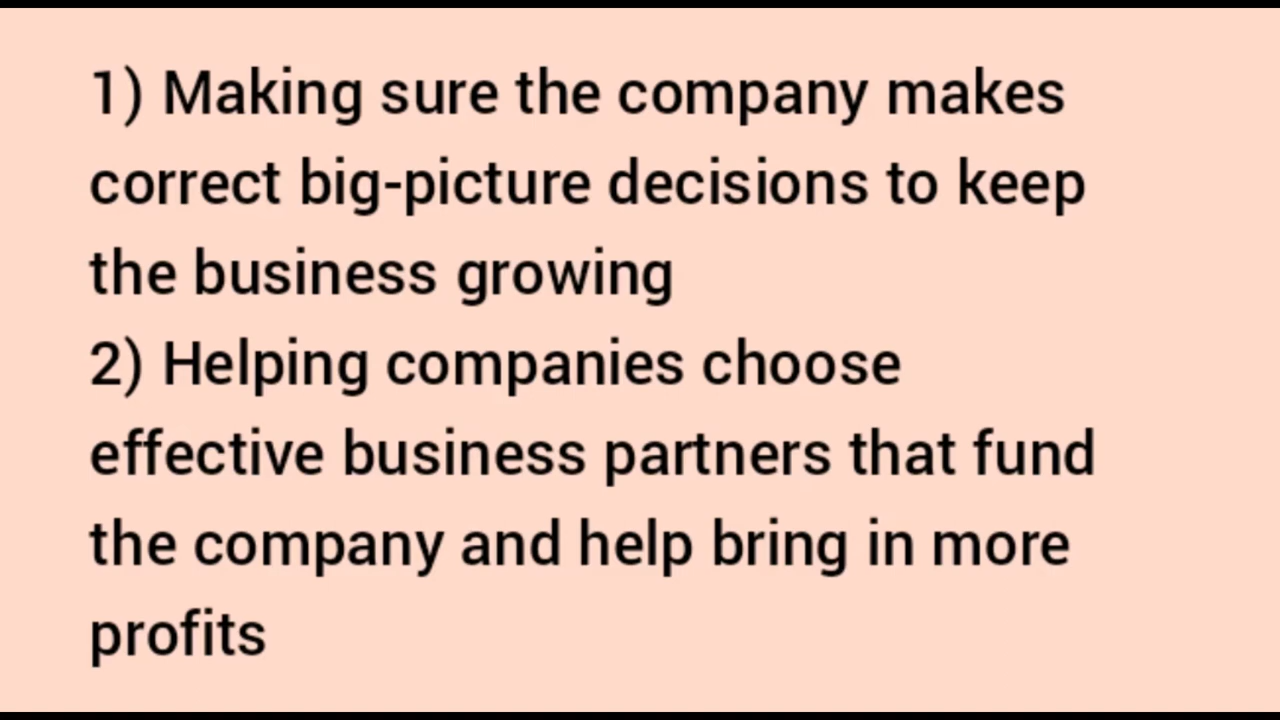 1) Making sure the company makes
correct big-picture decisions to keep
the business growing
2) Helping companies choose
effective business partners that fund
the company and help bring in more
profits